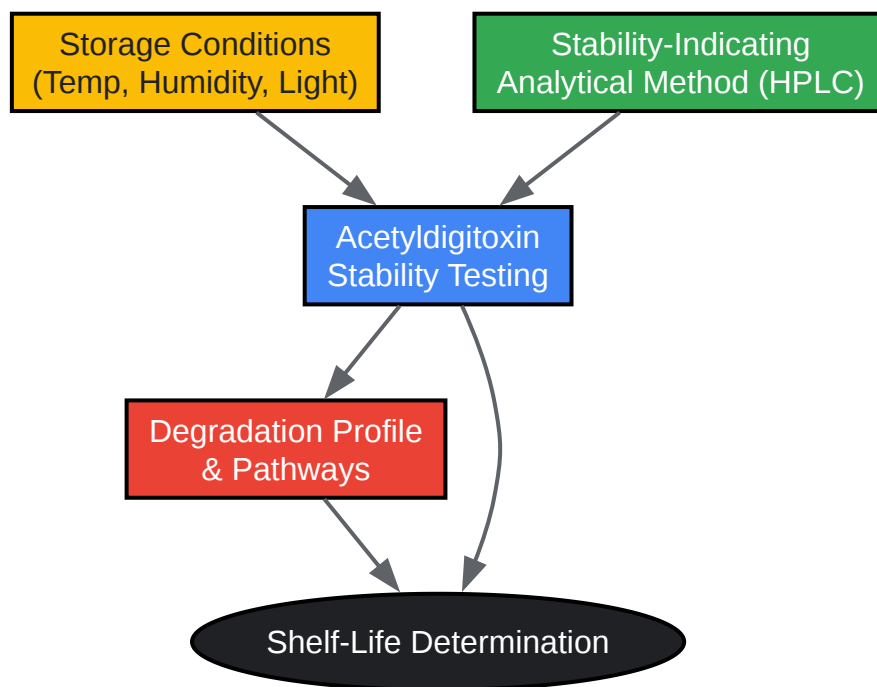 Storage Conditions
(Temp, Humidity, Light)
Stability-Indicating
Analytical Method (HPLC)
Acetyldigitoxin
Stability Testing
Degradation Profile
& Pathways
Shelf-Life Determination